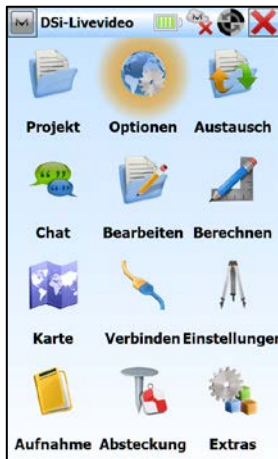 DSi-Livevideo
Projekt Optionen Austausch
Chat Bearbeiten Berechnen
Karte Verbinden Einstellungen
Aufnahme Absteckung Extras